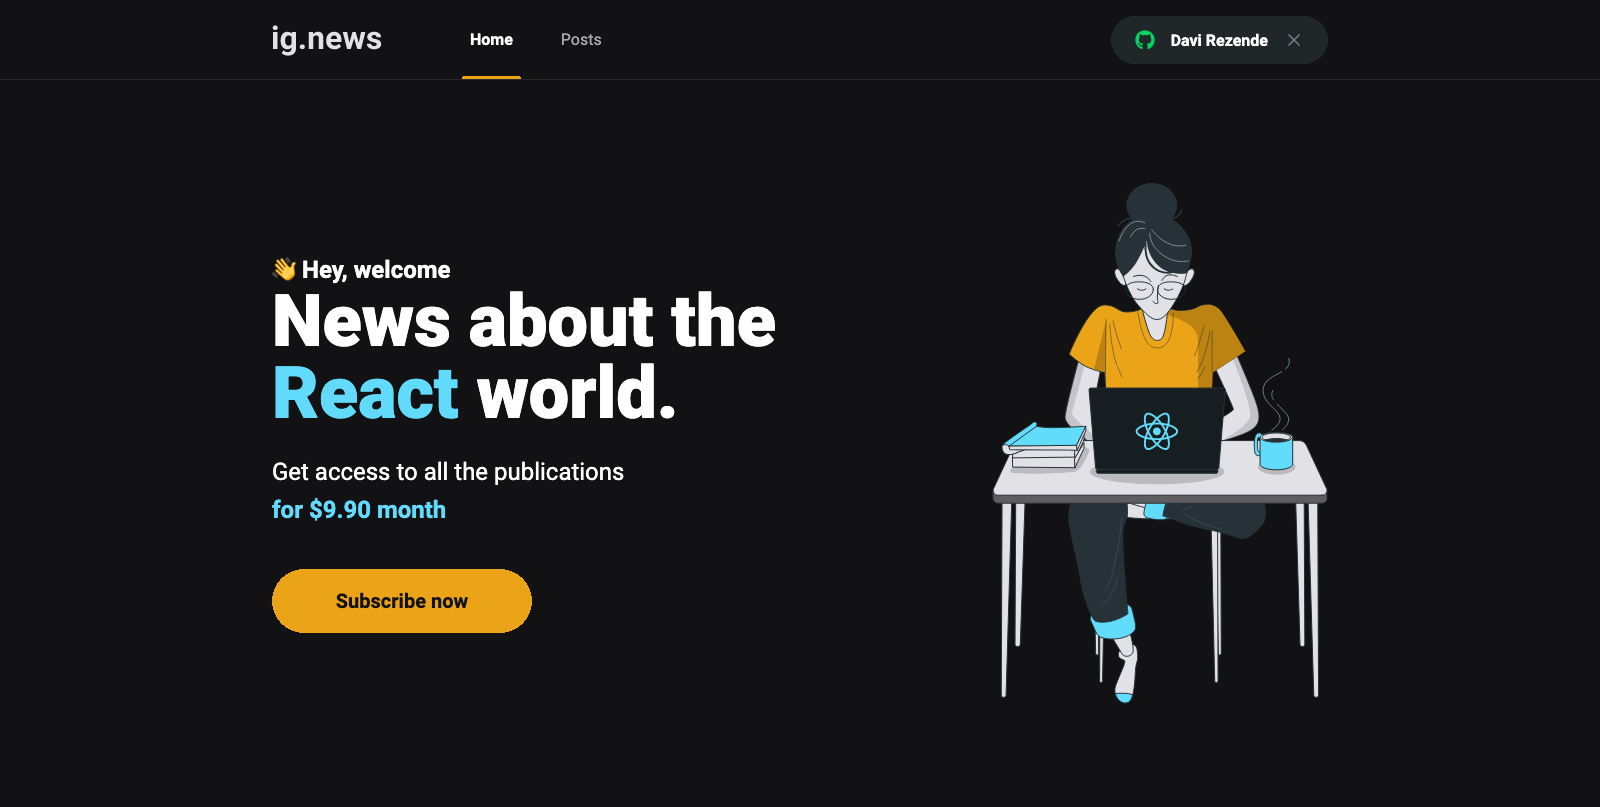 ig.news
Home
Posts
Davi Rezende
👋 Hey, welcome
News about the
React world.
Get access to all the publications
for $9.90 month
Subscribe now